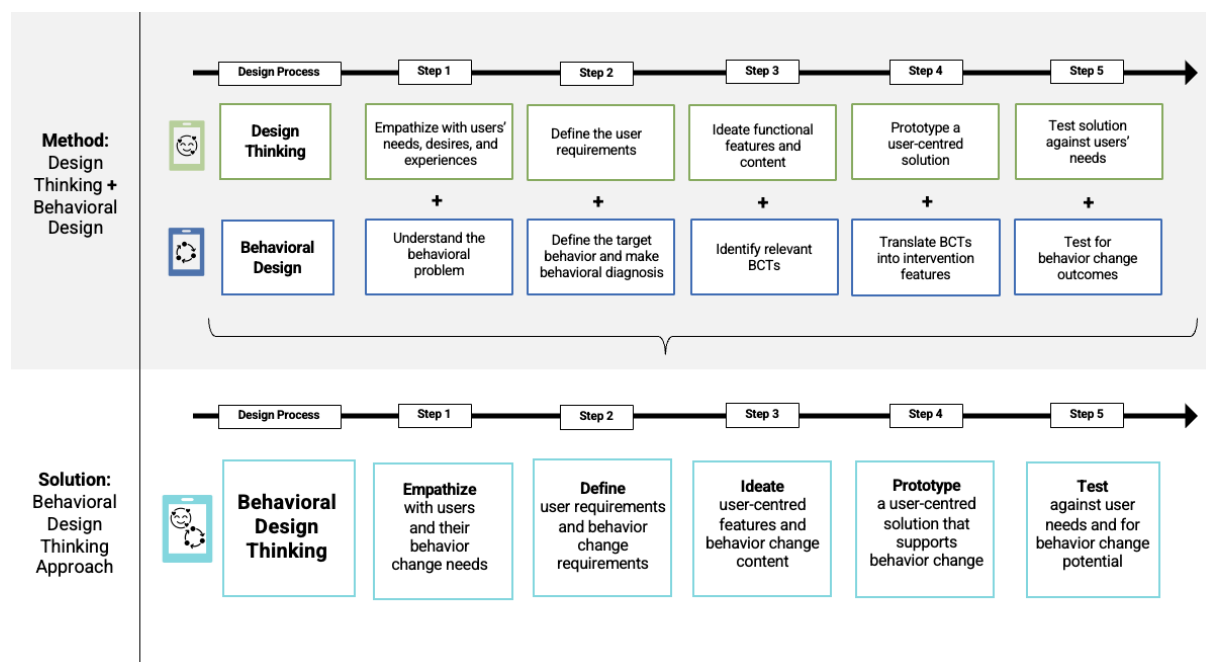 Method:
Design
Thinking +
Behavioral
Design
Design Process
Step 1
Step 2
Step 3
Step 4
Step 5
Design
Thinking
Empathize with users'
needs, desires, and
experiences
Define the user
requirements
Ideate functional
features and
content
Prototype a
user-centred
solution
Test solution
against users'
needs
+
+
+
+
+
Behavioral
Design
Understand the
behavioral
problem
Define the target
behavior and make
behavioral diagnosis
Identify relevant
BCTs
Translate BCTs
into intervention
features
Test for
behavior change
outcomes
Solution:
Behavioral
Design
Thinking
Approach
Design Process
Step 1
Step 2
Step 3
Step 4
Step 5
Behavioral
Design
Thinking
Empathize
with users
and their
behavior
change needs
Define
user requirements
and behavior
change
requirements
Ideate
user-centred
features and
behavior change
content
Prototype
a user-centred
solution that
supports
behavior change
Test
against user
needs and for
behavior change
potential